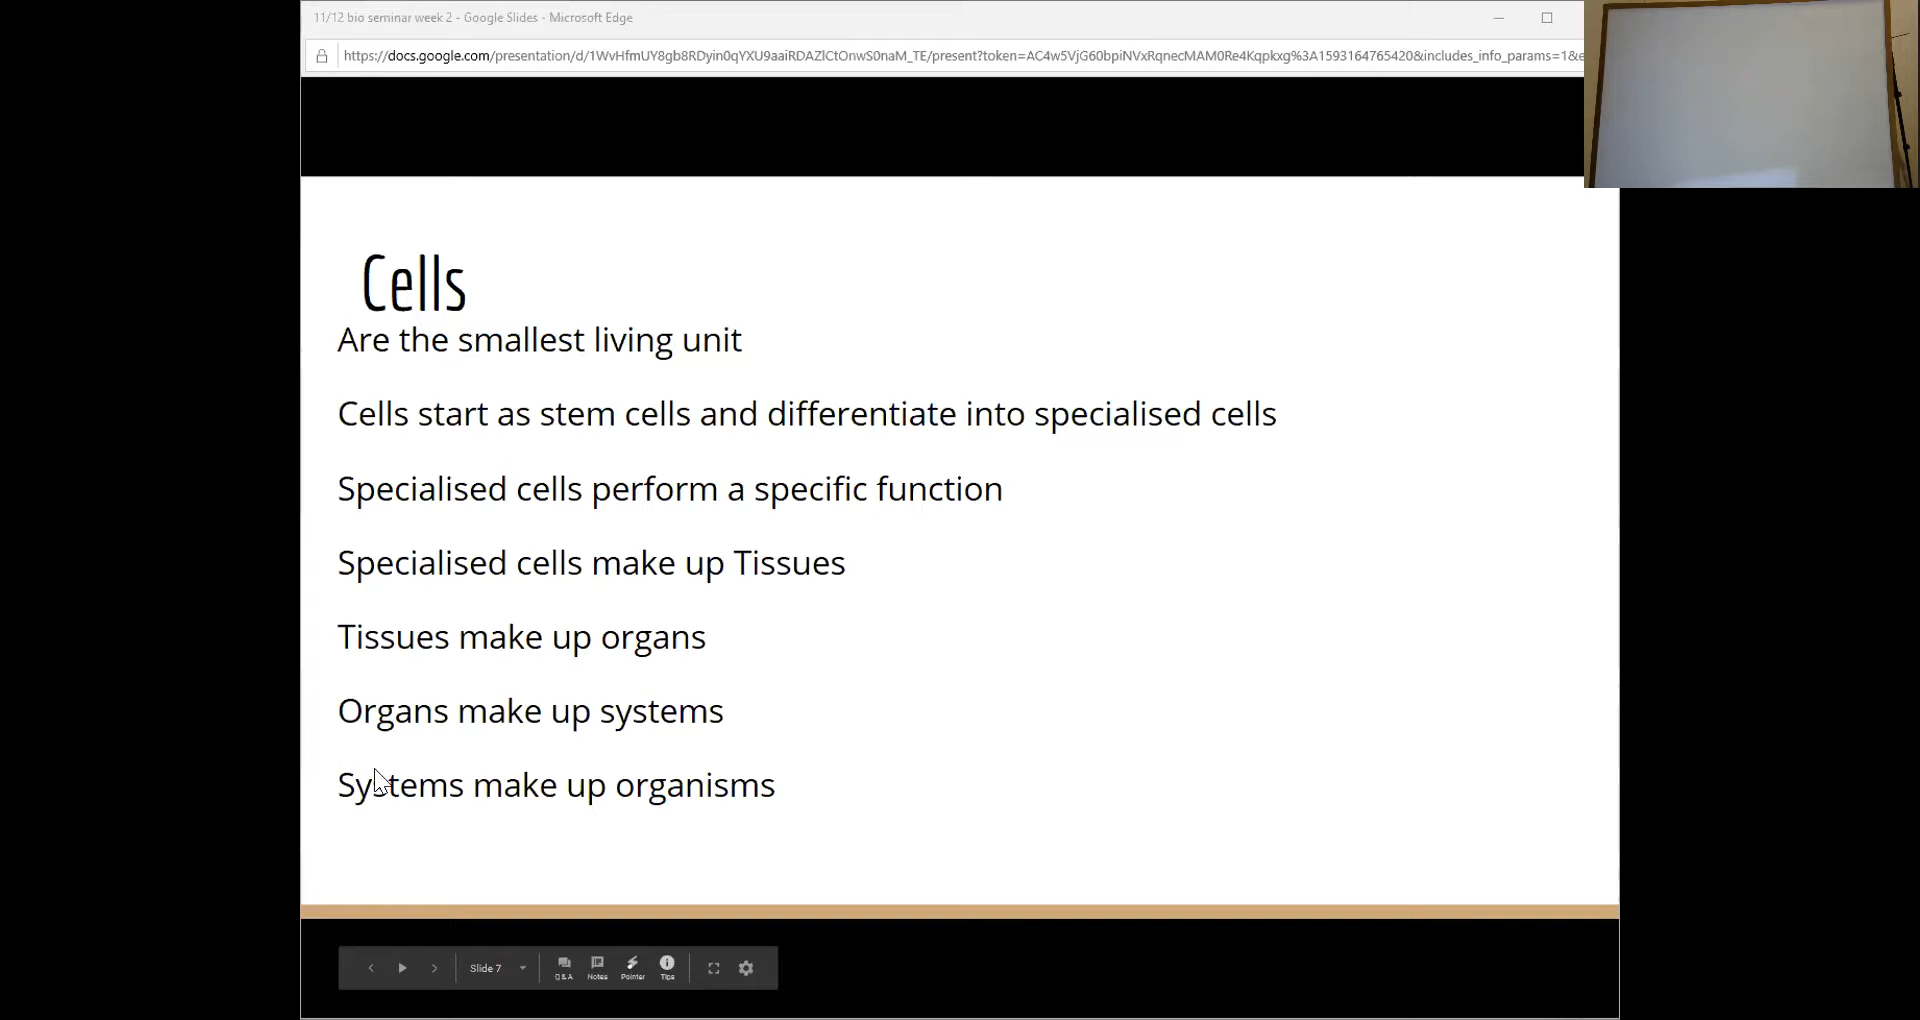 11/12 bio seminar week 2 - Google Slides - Microsoft Edge
https://docs.google.com/presentation/d/1WvHfmUY8gb8RDyin0qYXU9aaiRDAZlCtOnwS0naM_TE/present?token=AC4w5VjG60bpiNVxRqnecMAM0Re4Kqpkxg%3A1593164765420&includes_info_params=1&e
Cells
Are the smallest living unit
Cells start as stem cells and differentiate into specialised cells
Specialised cells perform a specific function
Specialised cells make up Tissues
Tissues make up organs
Organs make up systems
Systems make up organisms
Slide 7
Q&A Notes Pointer Tips